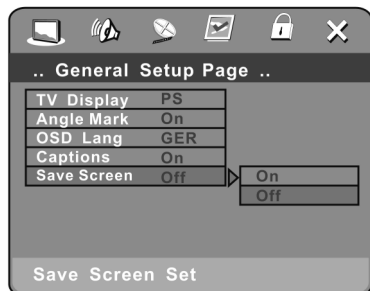 .. General Setup Page ..
TV Display PS
Angle Mark On
OSD Lang GER
Captions On
Save Screen Off On
Off
Save Screen Set